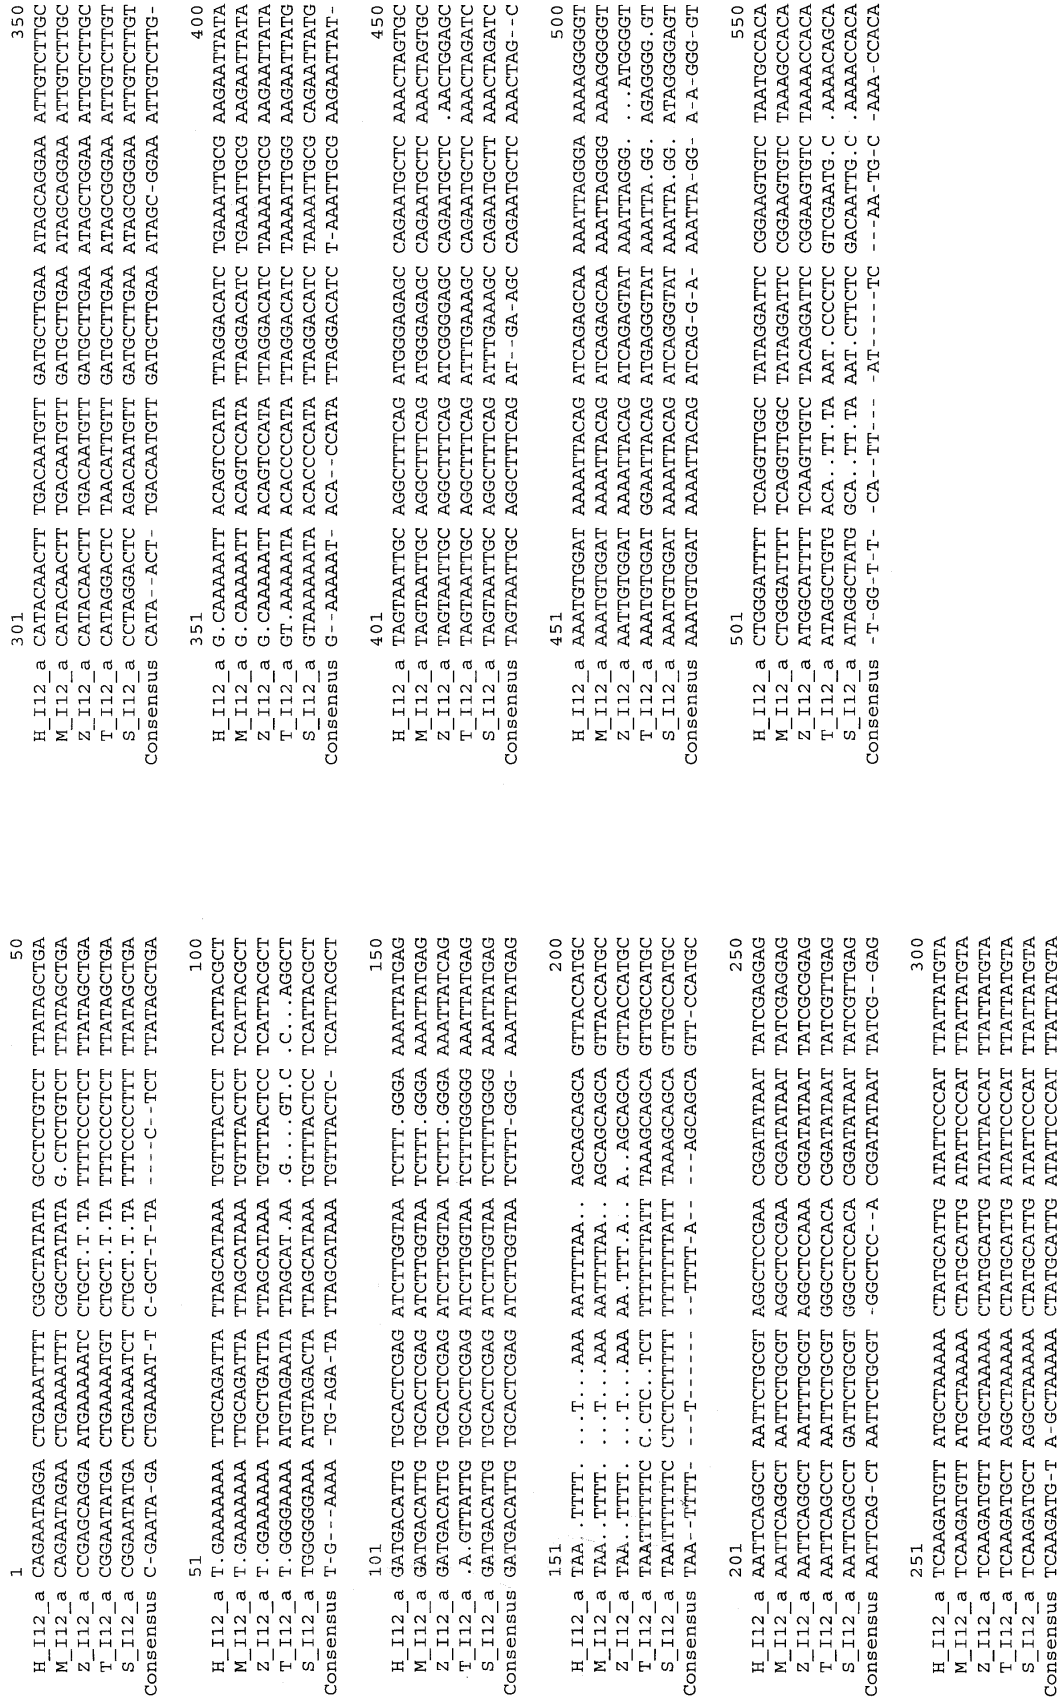 1 50
H_I12_a CAGAATAGGA CTGAAATTTT CGGCTATATA GCCTCTGTCT TTATAGCTGA
M_I12_a CAGAATAGAA CTGAAAATTT CGGCTATATA G.CTCTGTCT TTATAGCTGA
Z_I12_a CCGAGCAGGA ATGAAAAATC CTGCT.T.TA TTTTCCCTCT TTATAGCTGA
T_I12_a CGGAATATGA CTGAAAATGT CTGCT.T.TA TTTCCCCTCT TTATAGCTGA
S_I12_a CGGAATATGA CTGAAAATCT CTGCT.T.TA TTTCCCCTTT TTATAGCTGA
Consensus C-GAATA-GA CTGAAAAT-T C-GCT-T-TA ----C--TCT TTATAGCTGA
51 100
H_I12_a T.GAAAAAAA TTGCAGATTA TTAGCATAAA TGTTTACTCT TCATTACGCT
M_I12_a T.GAAAAAAA TTGCAGATTA TTAGCATAAA TGTTTACTCT TCATTACGCT
Z_I12_a T.GGAAAAAA TTGCTGATTA TTAGCATAAA TGTTTACTCC TCATTACGCT
T_I12_a T.GGGGAAAA ATGTAGAATA TTAGCAT.AA .G....GT.C .C...AGGCT
S_I12_a TGGGGGGAAA ATGTAGACTA TTAGCATAAA TGTTTACTCC TCATTACGCT
Consensus T-G---AAAA -TG-AGA-TA TTAGCATAAA TGTTTACTC- TCATTACGCT
101 150
H_I12_a GATGACATTG TGCACTCGAG ATCTTGGTAA TCTTT.GGGA AAATTATGAG
M_I12_a GATGACATTG TGCACTCGAG ATCTTGGTAA TCTTT.GGGA AAATTATGAG
Z_I12_a GATGACATTG TGCACTCGAG ATCTTGGTAA TCTTT.GGGA AAATTATCAG
T_I12_a .A.GTTATTG TGCACTCGAG ATCTTGGTAA TCTTTGGGGG AAATTATGAG
S_I12_a GATGACATTG TGCACTCGAG ATCTTGGTAA TCTTTTGGGG AAATTATGAG
Consensus GATGACATTG TGCACTCGAG ATCTTGGTAA TCTTT-GGG- AAATTATGAG
151 200
H_I12_a TAA..TTTT. ...T...AAA AATTTTTAA.. AGCAGCAGCA GTTACCATGC
M_I12_a TAA..TTTT. ...T...AAA AATTTTTAA.. AGCAGCAGCA GTTACCATGC
Z_I12_a TAA..TTTT. ...T...AAA AA.TTT.A.. A..AGCAGCA GTTACCATGC
T_I12_a TAATTTTTTC C.CTC..TCT TTTTTTTATT TAAAGCAGCA GTTGCCATGC
S_I12_a TAATTTTTTC CTCTCTTTTT TTTTTTTATT TAAAGCAGCA GTTGCCATGC
Consensus TAA--TTTT- ---T------ --TTTT-A-- ---AGCAGCA GTT-CCATGC
201 250
H_I12_a AATTCAGGCT AATTCTGCGT AGGCTCCGAA CGGATATAAT TATCGAGGAG
M_I12_a AATTCAGGCT AATTCTGCGT AGGCTCCGAA CGGATATAAT TATCGAGGAG
Z_I12_a AATTCAGGCT AATTTTGCGT AGGCTCCAAA CGGATATAAT TATCGCGGAG
T_I12_a AATTCAGCCT AATTCTGCGT GGGCTCCACA CGGATATAAT TATCGTTGAG
S_I12_a AATTCAGCCT GATTCTGCGT GGGCTCCACA CGGATATAAT TATCGTTGAG
Consensus AATTCAG-CT AATTCTGCGT -GGCTCC--A CGGATATAAT TATCG--GAG
251 300
H_I12_a TCAAGATGTT ATGCTAAAAA CTATGCATTG ATATTCCCAT TTATTATGTA
M_I12_a TCAAGATGTT ATGCTAAAAA CTATGCATTG ATATTCCCAT TTATTATGTA
Z_I12_a TCAAGATGTT ATGCTAAAAA CTATGCATTG ATATTACCAT TTATTATGTA
T_I12_a TCAAGATGCT AGGCTAAAAA CTATGCATTG ATATTCCCAT TTATTATGTA
S_I12_a TCAAGATGCT AGGCTAAAAA CTATGCATTG ATATTCCCAT TTATTATGTA
Consensus TCAAGATG-T A-GCTAAAAA CTATGCATTG ATATTCCCAT TTATTATGTA
301 350
H_I12_a CATACAACTT TGACAATGTT GATGCTTGAA ATAGCAGGAA ATTGTCTTGC
M_I12_a CATACAACTT TGACAATGTT GATGCTTGAA ATAGCAGGAA ATTGTCTTGC
Z_I12_a CATACAACTT TGACAATGTT GATGCTTGAA ATAGCTGGAA ATTGTCTTGC
T_I12_a CATAGGACTC TAACATTGTT GATGCTTGAA ATAGCGGGAA ATTGTCTTGT
S_I12_a CCTAGGACTC AGACAATGTT GATGCTTGAA ATAGCGGGAA ATTGTCTTGT
Consensus CATA--ACT- TGACAATGTT GATGCTTGAA ATAGC-GGAA ATTGTCTTG-
351 400
H_I12_a G.CAAAAATT ACAGTCCATA TTAGGACATC TGAAATTGCG AAGAATTATA
M_I12_a G.CAAAAATT ACAGTCCATA TTAGGACATC TGAAATTGCG AAGAATTATA
Z_I12_a G.CAAAAATT ACAGTCCATA TTAGGACATC TAAAATTGCG AAGAATTATA
T_I12_a GT.AAAAATA ACACCCCATA TTAGGACATC TAAAATTGGG AAGAATTATG
S_I12_a GTAAAAAATA ACACCCCATA TTAGGACATC TAAAATTGCG CAGAATTATG
Consensus G--AAAAAT- ACA--CCATA TTAGGACATC T-AAATTGCG AAGAATTAT-
401 450
H_I12_a TAGTAATTGC AGGCTTTCAG ATGGGAGAGC CAGAATGCTC AAACTAGTGC
M_I12_a TAGTAATTGC AGGCTTTCAG ATGGGAGAGC CAGAATGCTC AAACTAGTGC
Z_I12_a TAGTAATTGC AGGCTTTCAG ATCGGGGAGC CAGAATGCTC .AACTGGAGC
T_I12_a TAGTAATTGC AGGCTTTCAG ATTTGAAAGC CAGAATGCTC AAACTAGATC
S_I12_a TAGTAATTGC AGGCTTTCAG ATTTGAAAGC CAGAATGCTT AAACTAGATC
Consensus TAGTAATTGC AGGCTTTCAG AT--GA-AGC CAGAATGCTC AAACTAG--C
451 500
H_I12_a AAATGTGGAT AAAATTACAG ATCAGAGCAA AAATTAGGGA AAAAGGGGGT
M_I12_a AAATGTGGAT AAAATTACAG ATCAGAGCAA AAATTAGGGG AAAAGGGGGT
Z_I12_a AATTGTGGAT AAAATTACAG ATCAGAGTAT AAATTAGGG. ...ATGGGGT
T_I12_a AAATGTGGAT GGAATTACAG ATGAGGGTAT AAATTA.GG. AGAGGGG.GT
S_I12_a AAATGTGGAT AAAATTACAG ATCAGGGTAT AAATTA.GG. ATAGGGGAGT
Consensus AAATGTGGAT AAAATTACAG ATCAG-G-A- AAATTA-GG- A-A-GGG-GT
501 550
H_I12_a CTGGGATTTT TCAGGTTGGC TATAGGATTC CGGAAGTGTC TAATGCCACA
M_I12_a CTGGGATTTT TCAGGTTGGC TATAGGATTC CGGAAGTGTC TAAAGCCACA
Z_I12_a ATGGCATTTT TCAAGTTGTC TACAGGATTC CGGAAGTGTC TAAAACCACA
T_I12_a ATAGGCTGTG ACA..TT.TA AAT.CCCCTC GTCGAATG.C .AAAACAGCA
S_I12_a ATAGGCTATG GCA..TT.TA AAT.CTTCTC GACAATTG.C .AAAACCACA
Consensus -T-GG-T-T- -CA--TT--- -AT-----TC ---AA-TG-C -AAA-CCACA